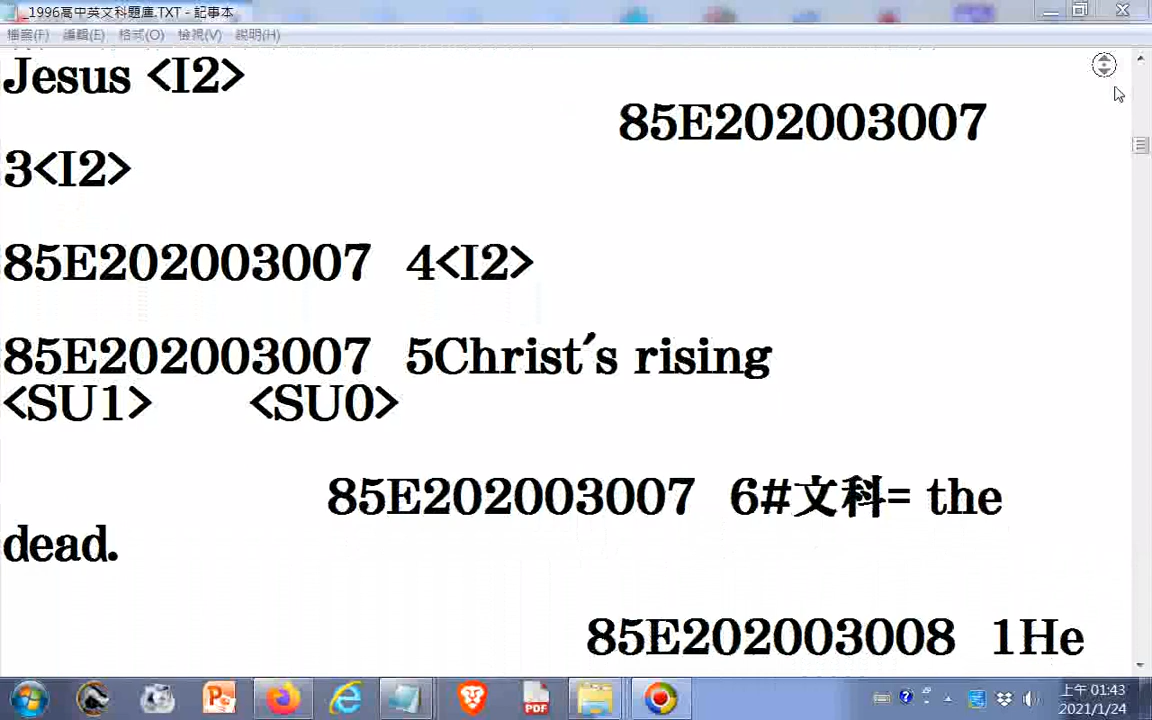 _1996高中英文科題庫.TXT - 記事本
檔案(F) 編輯(E) 格式(O) 檢視(V) 說明(H)
Jesus <I2>
85E202003007
3<I2>
85E202003007 4<I2>
85E202003007 5Christ's rising
<SU1> <SU0>
85E202003007 6#文科= the
dead.
85E202003008 1He
上午 01:43
2021/1/24
PDF